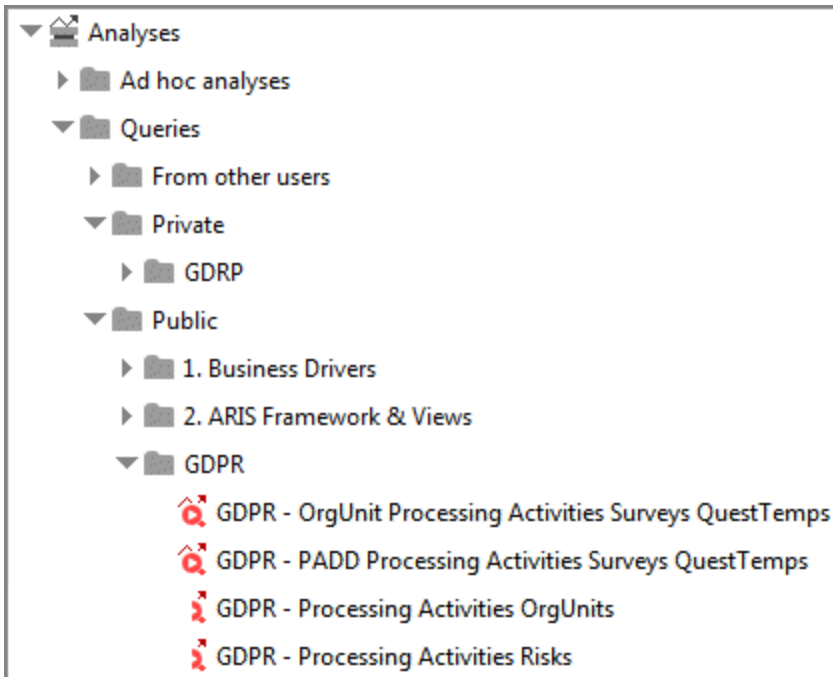 Analyses
Ad hoc analyses
Queries
From other users
Private
GDRP
Public
1. Business Drivers
2. ARIS Framework & Views
GDPR
GDPR - OrgUnit Processing Activities Surveys QuestTemps
GDPR - PADD Processing Activities Surveys QuestTemps
GDPR - Processing Activities OrgUnits
GDPR - Processing Activities Risks